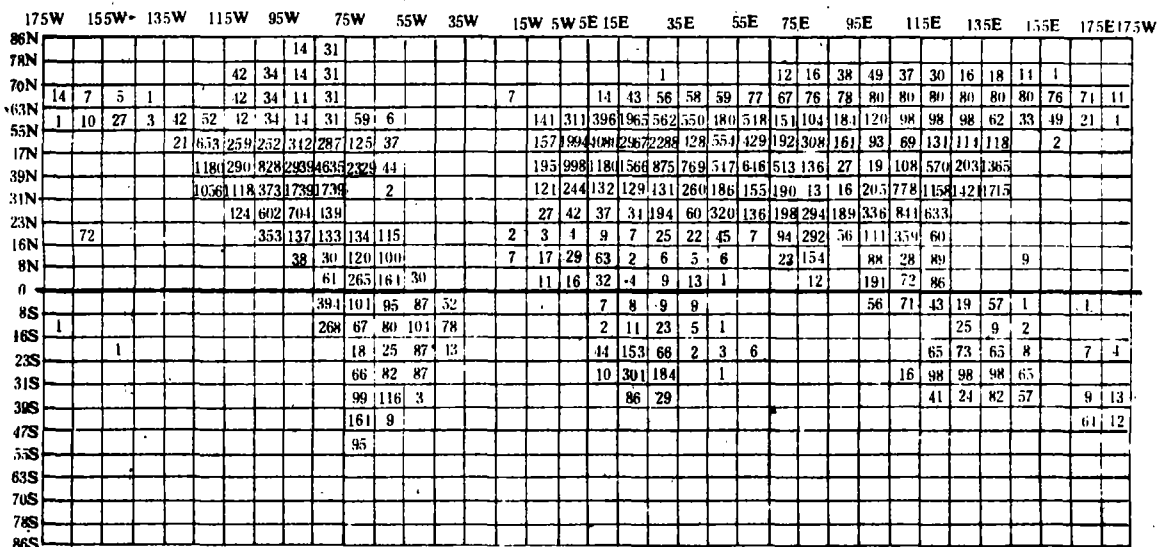 175W 155W 135W 115W 95W 75W 55W 35W 15W 5W 5E 15E 35E 55E 75E 95E 115E 135E 155E 175E 175W
86N
14 31
78N
42 34 14 31 1 12 16 38 49 37 30 16 18 11 1
70N
14 7 5 1 42 34 11 31 7 14 43 56 58 59 77 67 76 78 80 80 80 80 80 80 76 71 11
63N
1 10 27 3 42 52 42 34 14 31 59 6 141 311 396 1965 562 550 180 518 151 104 184 120 98 98 98 62 33 49 21 1
55N
21 653 259 252 342 287 125 37 157 1994 4080 2967 2288 428 554 429 192 308 161 93 69 131 114 118 2
17N
1180 290 828 2939 4635 2329 44 195 998 1180 1566 875 769 517 646 513 136 27 19 108 570 203 1365
39N
1056 1118 373 1739 1739 2 121 244 132 129 131 260 186 155 190 13 16 205 778 1158 1421 1715
31N
124 602 704 139 27 42 37 31 194 60 320 136 198 294 189 336 841 633
23N
72 353 137 133 134 115 2 3 4 9 7 25 22 45 7 94 292 56 111 359 60
16N
38 30 120 100 7 17 29 63 2 6 5 6 23 154 88 28 89 9
8N
61 265 161 30 11 16 32 4 9 13 1 12 191 72 86
0
394 101 95 87 52 7 8 9 9 56 71 43 19 57 1 1
8S
1 268 67 80 101 78 2 11 23 5 1 25 9 2
16S
1 18 25 87 13 44 153 66 2 3 6 65 73 65 8 7 4
23S
66 82 87 10 301 184 1 16 98 98 98 65
31S
99 116 3 86 29 41 24 82 57 9 13
39S
161 9 61 12
47S
95
55S
63S
70S
78S
86S